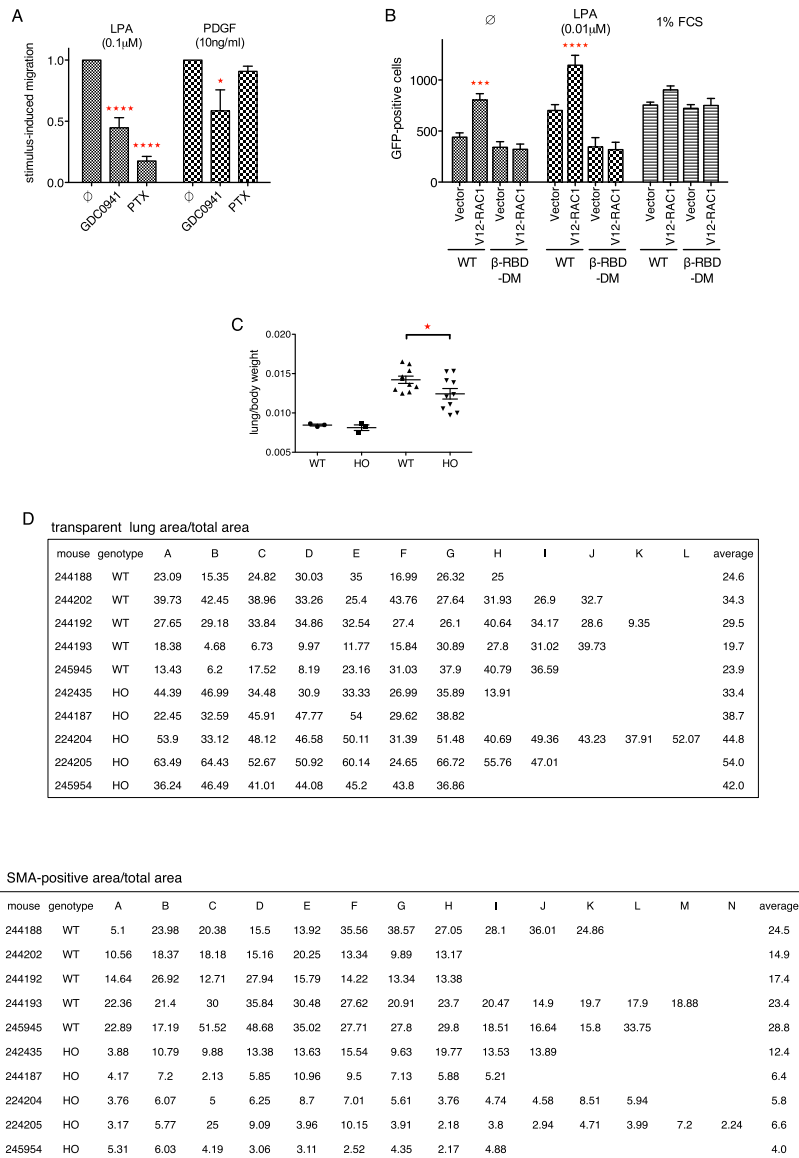 A
LPA
(0.1μM)
PDGF
(10ng/ml)
stimulus-induced migration
1.0
0.5
0.0
****
****
*
∅
GDC0941
PTX
∅
GDC0941
PTX
B
∅
LPA
(0.01μM)
1% FCS
GFP-positive cells
1000
500
0
***
****
Vector
V12-RAC1
Vector
V12-RAC1
Vector
V12-RAC1
Vector
V12-RAC1
Vector
V12-RAC1
Vector
V12-RAC1
WT β-RBD -DM WT β-RBD -DM WT β-RBD -DM
C
lung/body weight
0.020
0.015
0.010
0.005
*
WT HO WT HO
D
transparent lung area/total area
mouse genotype A B C D E F G H I J K L average
244188 WT 23.09 15.35 24.82 30.03 35 16.99 26.32 25 24.6
244202 WT 39.73 42.45 38.96 33.26 25.4 43.76 27.64 31.93 26.9 32.7 34.3
244192 WT 27.65 29.18 33.84 34.86 32.54 27.4 26.1 40.64 34.17 28.6 9.35 29.5
244193 WT 18.38 4.68 6.73 9.97 11.77 15.84 30.89 27.8 31.02 39.73 19.7
245945 WT 13.43 6.2 17.52 8.19 23.16 31.03 37.9 40.79 36.59 23.9
242435 HO 44.39 46.99 34.48 30.9 33.33 26.99 35.89 13.91 33.4
244187 HO 22.45 32.59 45.91 47.77 54 29.62 38.82 38.7
224204 HO 53.9 33.12 48.12 46.58 50.11 31.39 51.48 40.69 49.36 43.23 37.91 52.07 44.8
224205 HO 63.49 64.43 52.67 50.92 60.14 24.65 66.72 55.76 47.01 54.0
245954 HO 36.24 46.49 41.01 44.08 45.2 43.8 36.86 42.0
SMA-positive area/total area
mouse genotype A B C D E F G H I J K L M N average
244188 WT 5.1 23.98 20.38 15.5 13.92 35.56 38.57 27.05 28.1 36.01 24.86 24.5
244202 WT 10.56 18.37 18.18 15.16 20.25 13.34 9.89 13.17 14.9
244192 WT 14.64 26.92 12.71 27.94 15.79 14.22 13.34 13.38 17.4
244193 WT 22.36 21.4 30 35.84 30.48 27.62 20.91 23.7 20.47 14.9 19.7 17.9 18.88 23.4
245945 WT 22.89 17.19 51.52 48.68 35.02 27.71 27.8 29.8 18.51 16.64 15.8 33.75 28.8
242435 HO 3.88 10.79 9.88 13.38 13.63 15.54 9.63 19.77 13.53 13.89 12.4
244187 HO 4.17 7.2 2.13 5.85 10.96 9.5 7.13 5.88 5.21 6.4
224204 HO 3.76 6.07 5 6.25 8.7 7.01 5.61 3.76 4.74 4.58 8.51 5.94 5.8
224205 HO 3.17 5.77 25 9.09 3.96 10.15 3.91 2.18 3.8 2.94 4.71 3.99 7.2 2.24 6.6
245954 HO 5.31 6.03 4.19 3.06 3.11 2.52 4.35 2.17 4.88 4.0